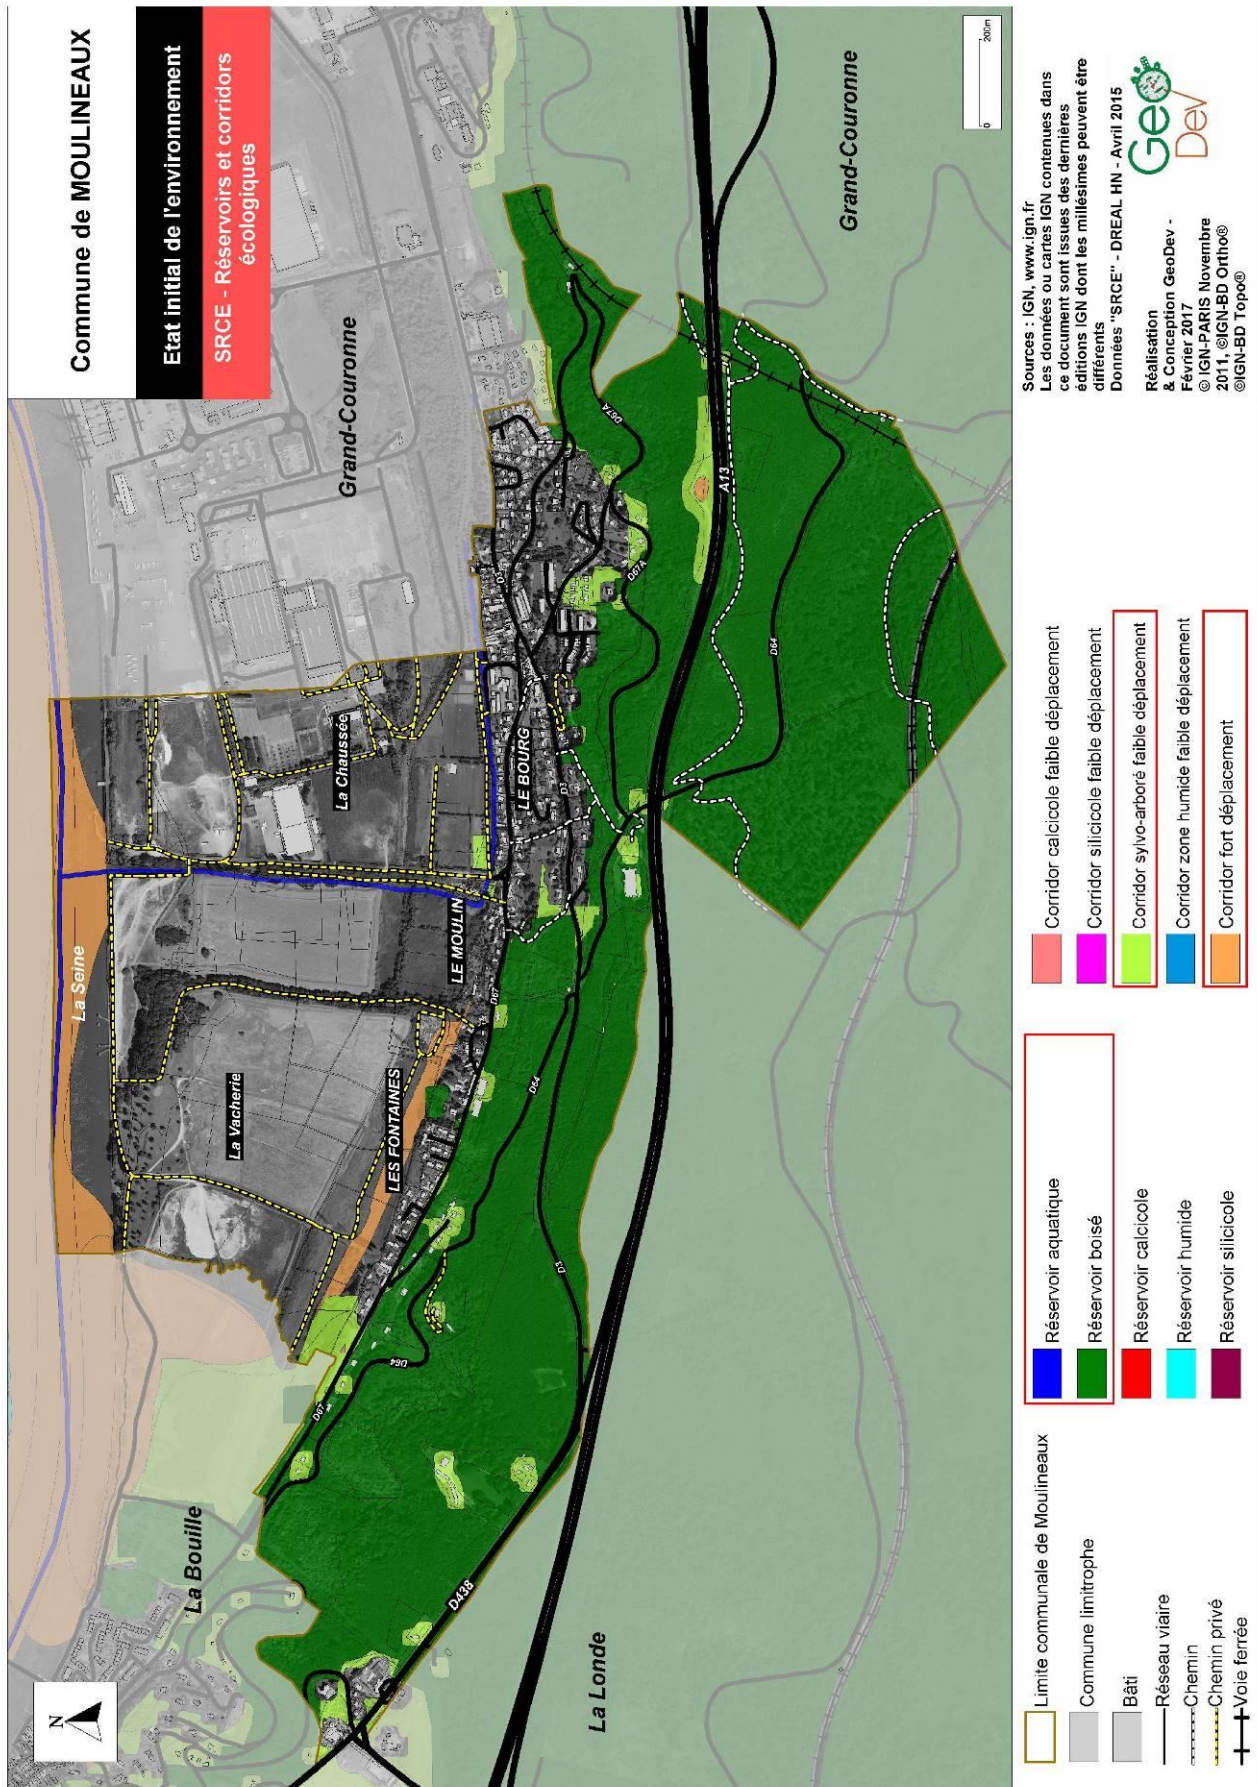 Commune de MOULINEAUX
Etat initial de l'environnement
SRCE - Réservoirs et corridors
écologiques
N
La Bouille
La Seine
Grand-Couronne
La Vacherie
La Chaussée
LES FONTAINES
LE MOULIN
LE BOURG
D67
D64
D67
D64
D3
D3
D3
D67A
D67A
D438
A13
D64
La Londe
Grand-Couronne
0
200m
Limite communale de Moulineaux
Commune limitrophe
Bâti
Réseau viaire
Chemin
Chemin privé
Voie ferrée
Réservoir aquatique
Réservoir boisé
Réservoir calcicole
Réservoir humide
Réservoir silicicole
Corridor calcicole faible déplacement
Corridor silicicole faible déplacement
Corridor sylvo-arboré faible déplacement
Corridor zone humide faible déplacement
Corridor fort déplacement
Sources : IGN, www.ign.fr
Les données ou cartes IGN contenues dans
ce document sont issues des dernières
éditions IGN dont les millésimes peuvent être
différents
Données "SRCE" - DREAL HN - Avril 2015
Réalisation
& Conception GeoDev -
Février 2017
© IGN-PARIS Novembre
2011, ©IGN-BD Ortho®
©IGN-BD Topo®
Geo
Dev